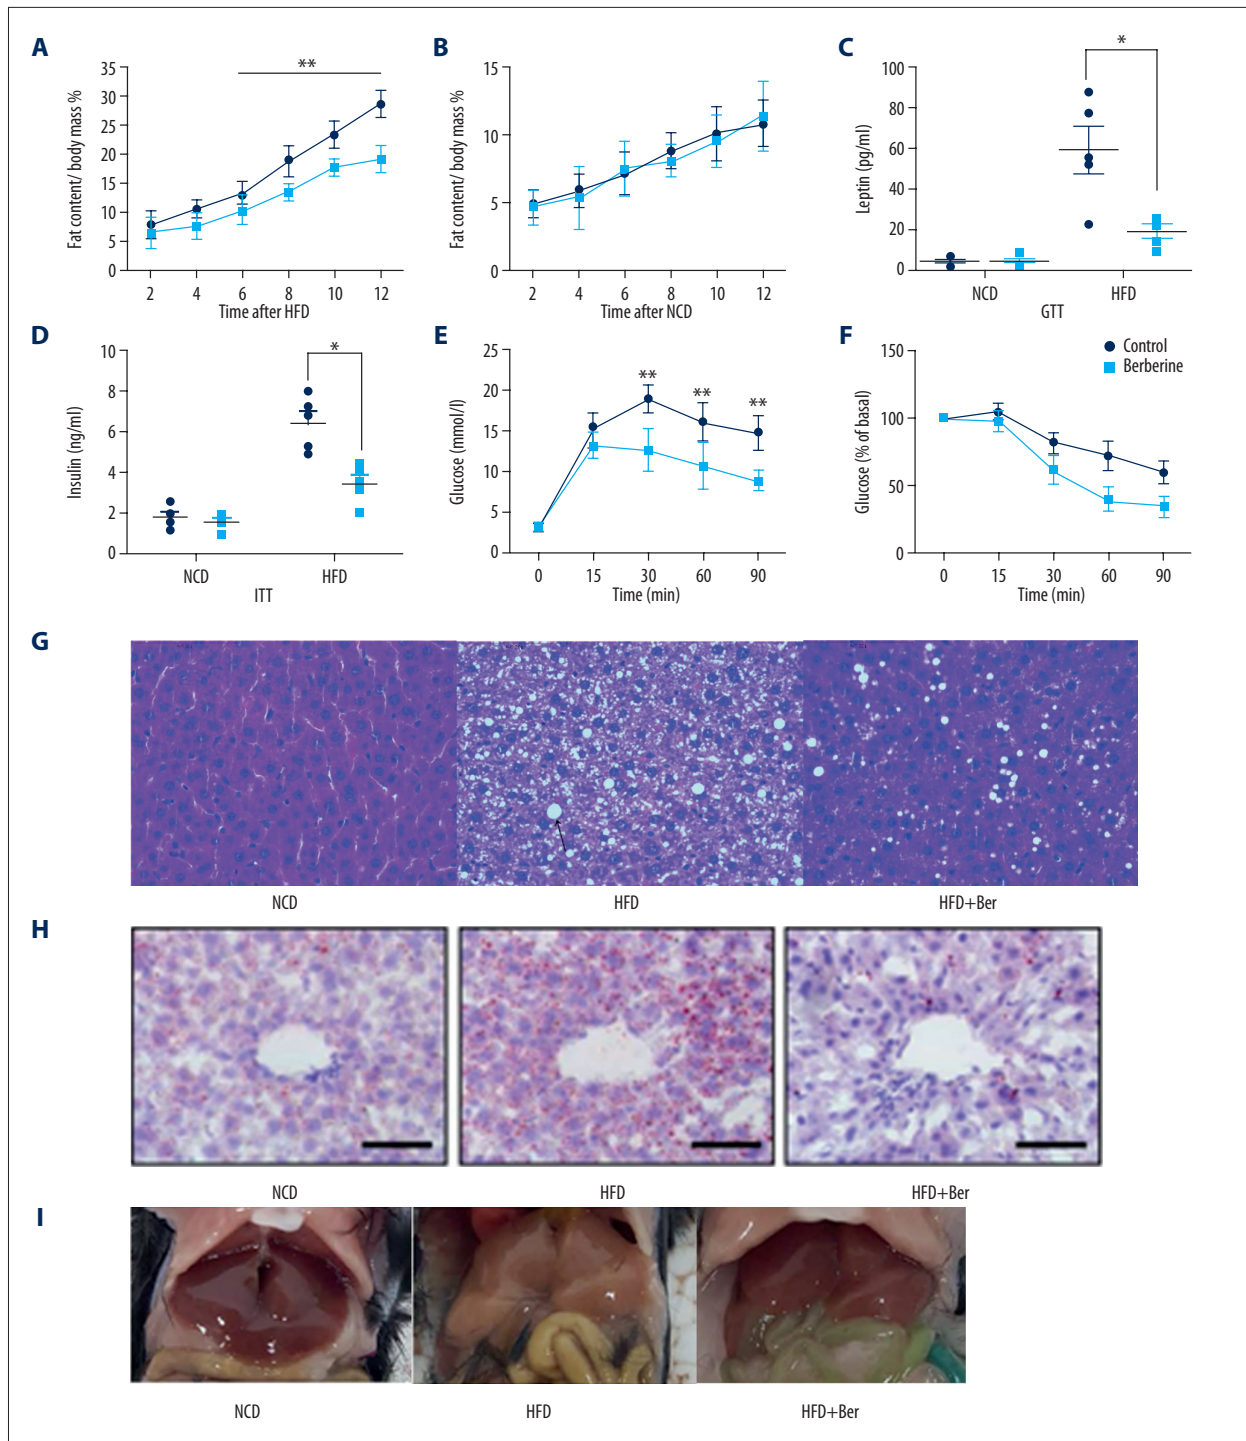 A
**
Fat content/ body mass %
35
30
25
20
15
10
5
0
2 4 6 8 10 12
Time after HFD
B
Fat content/ body mass %
15
10
5
0
2 4 6 8 10 12
Time after NCD
C
*
Leptin (pg/ml)
100
80
60
40
20
0
NCD HFD
GTT
D
*
Insulin (ng/ml)
10
8
6
4
2
0
NCD HFD
ITT
E
** ** **
Glucose (mmol/l)
25
20
15
10
5
0
0 15 30 60 90
Time (min)
F
Control
Berberine
Glucose (% of basal)
150
100
50
0
0 15 30 60 90
Time (min)
G
NCD HFD HFD+Ber
H
NCD HFD HFD+Ber
I
NCD HFD HFD+Ber